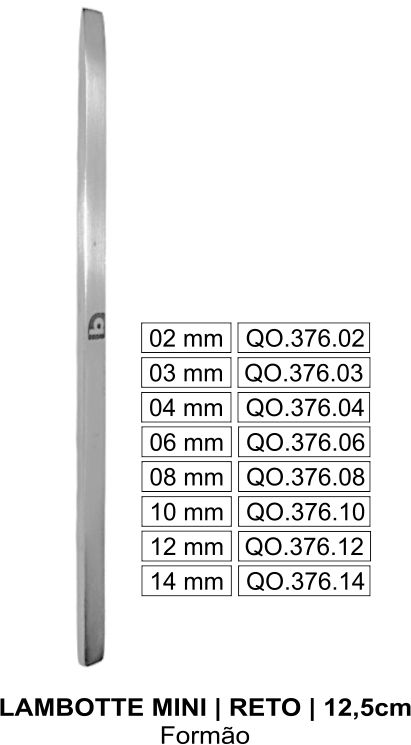 02 mm QO.376.02
03 mm QO.376.03
04 mm QO.376.04
06 mm QO.376.06
08 mm QO.376.08
10 mm QO.376.10
12 mm QO.376.12
14 mm QO.376.14
LAMBOTTE MINI | RETO | 12,5cm
Formão